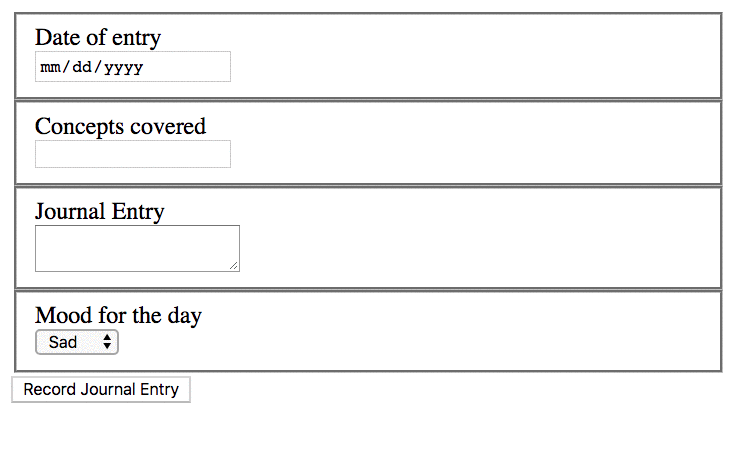 Date of entry
mm/dd/yyyy
Concepts covered
Journal Entry
Mood for the day
Sad
Record Journal Entry